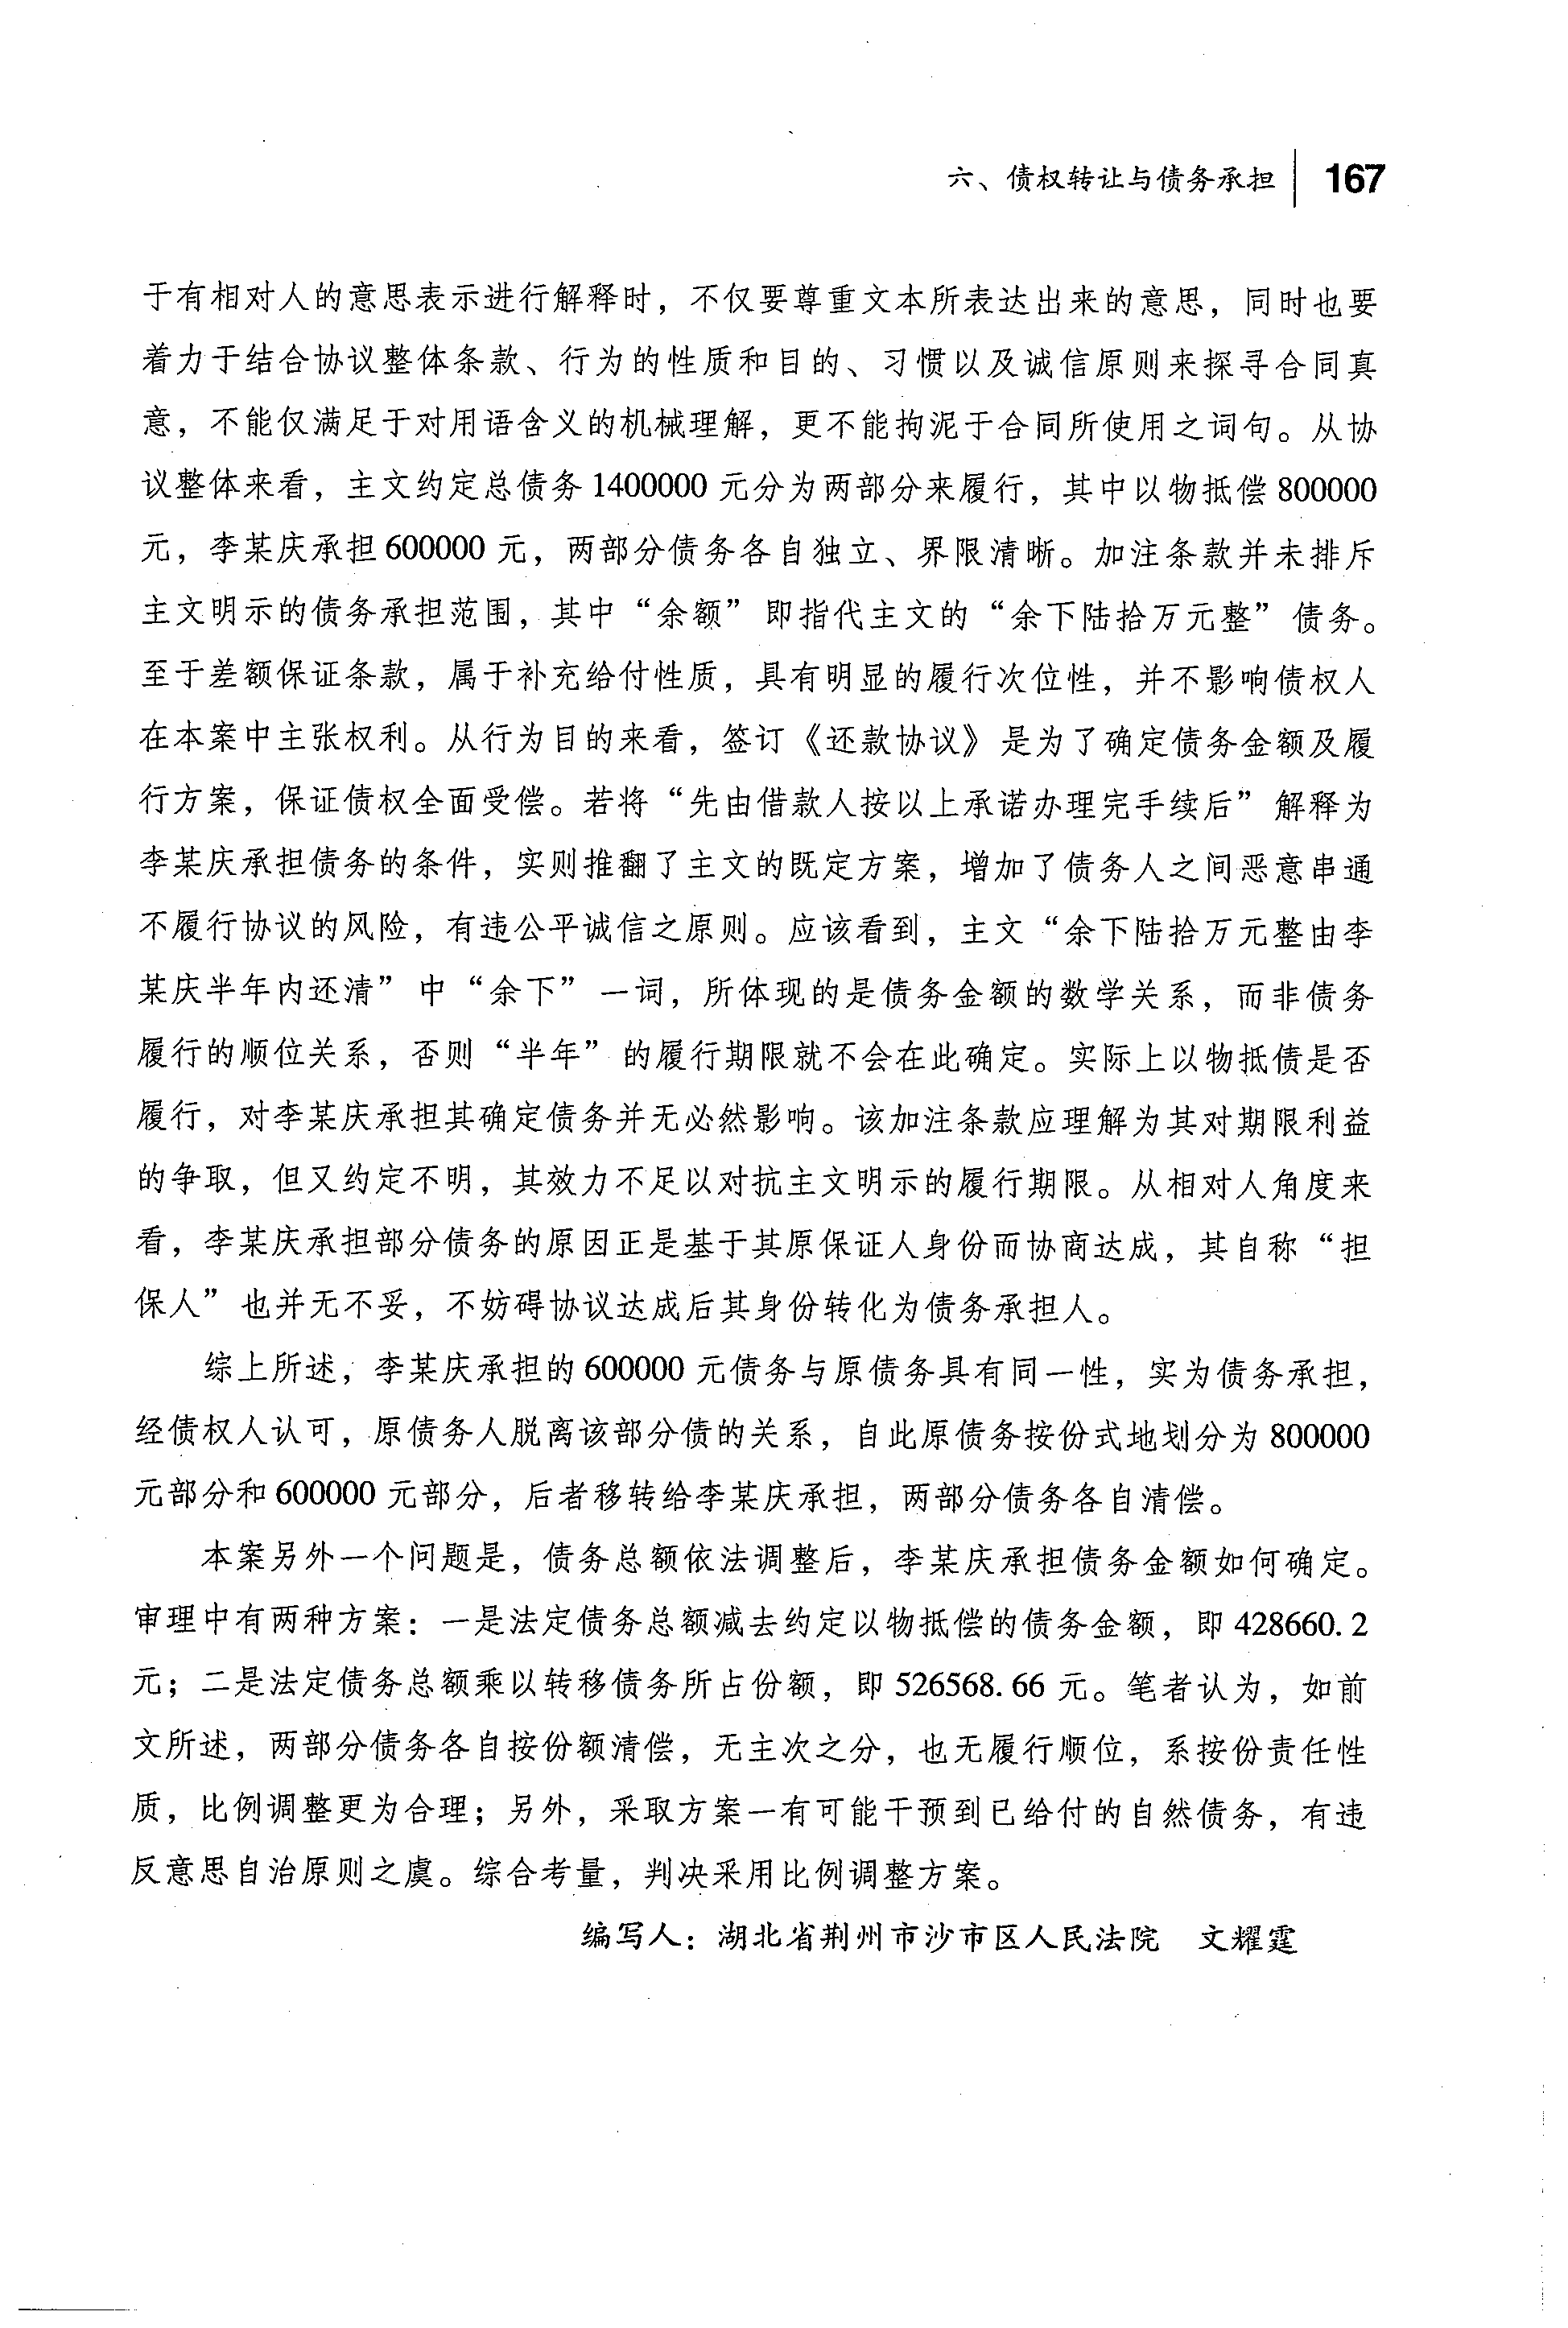 六、债权转让与债务承担 167
于有相对人的意思表示进行解释时，不仅要尊重文本所表达出来的意思，同时也要
着力于结合协议整体条款、行为的性质和目的、习惯以及诚信原则来探寻合同真
意，不能仅满足于对用语含义的机械理解，更不能拘泥于合同所使用之词句。从协
议整体来看，主文约定总债务1400000元分为两部分来履行，其中以物抵偿800000
元，李某庆承担600000元，两部分债务各自独立、界限清晰。加注条款并未排斥
主文明示的债务承担范围，其中“余额”即指代主文的“余下陆拾万元整”债务。
至于差额保证条款，属于补充给付性质，具有明显的履行次位性，并不影响债权人
在本案中主张权利。从行为目的来看，签订《还款协议》是为了确定债务金额及履
行方案，保证债权全面受偿。若将“先由借款人按以上承诺办理完手续后”解释为
李某庆承担债务的条件，实则推翻了主文的既定方案，增加了债务人之间恶意串通
不履行协议的风险，有违公平诚信之原则。应该看到，主文“余下陆拾万元整由李
某庆半年内还清”中“余下”一词，所体现的是债务金额的数学关系，而非债务
履行的顺位关系，否则“半年”的履行期限就不会在此确定。实际上以物抵债是否
履行，对李某庆承担其确定债务并无必然影响。该加注条款应理解为其对期限利益
的争取，但又约定不明，其效力不足以对抗主文明示的履行期限。从相对人角度来
看，李某庆承担部分债务的原因正是基于其原保证人身份而协商达成，其自称“担
保人”也并无不妥，不妨碍协议达成后其身份转化为债务承担人。
综上所述，李某庆承担的600000元债务与原债务具有同一性，实为债务承担，
经债权人认可，原债务人脱离该部分债的关系，自此原债务按份式地划分为800000
元部分和600000元部分，后者移转给李某庆承担，两部分债务各自清偿。
本案另外一个问题是，债务总额依法调整后，李某庆承担债务金额如何确定。
审理中有两种方案：一是法定债务总额减去约定以物抵偿的债务金额，即428660.2
元；二是法定债务总额乘以转移债务所占份额，即526568.66元。笔者认为，如前
文所述，两部分债务各自按份额清偿，无主次之分，也无履行顺位，系按份责任性
质，比例调整更为合理；另外，采取方案一有可能干预到已给付的自然债务，有违
反意思自治原则之虞。综合考量，判决采用比例调整方案。
编写人：湖北省荆州市沙市区人民法院 文耀霆